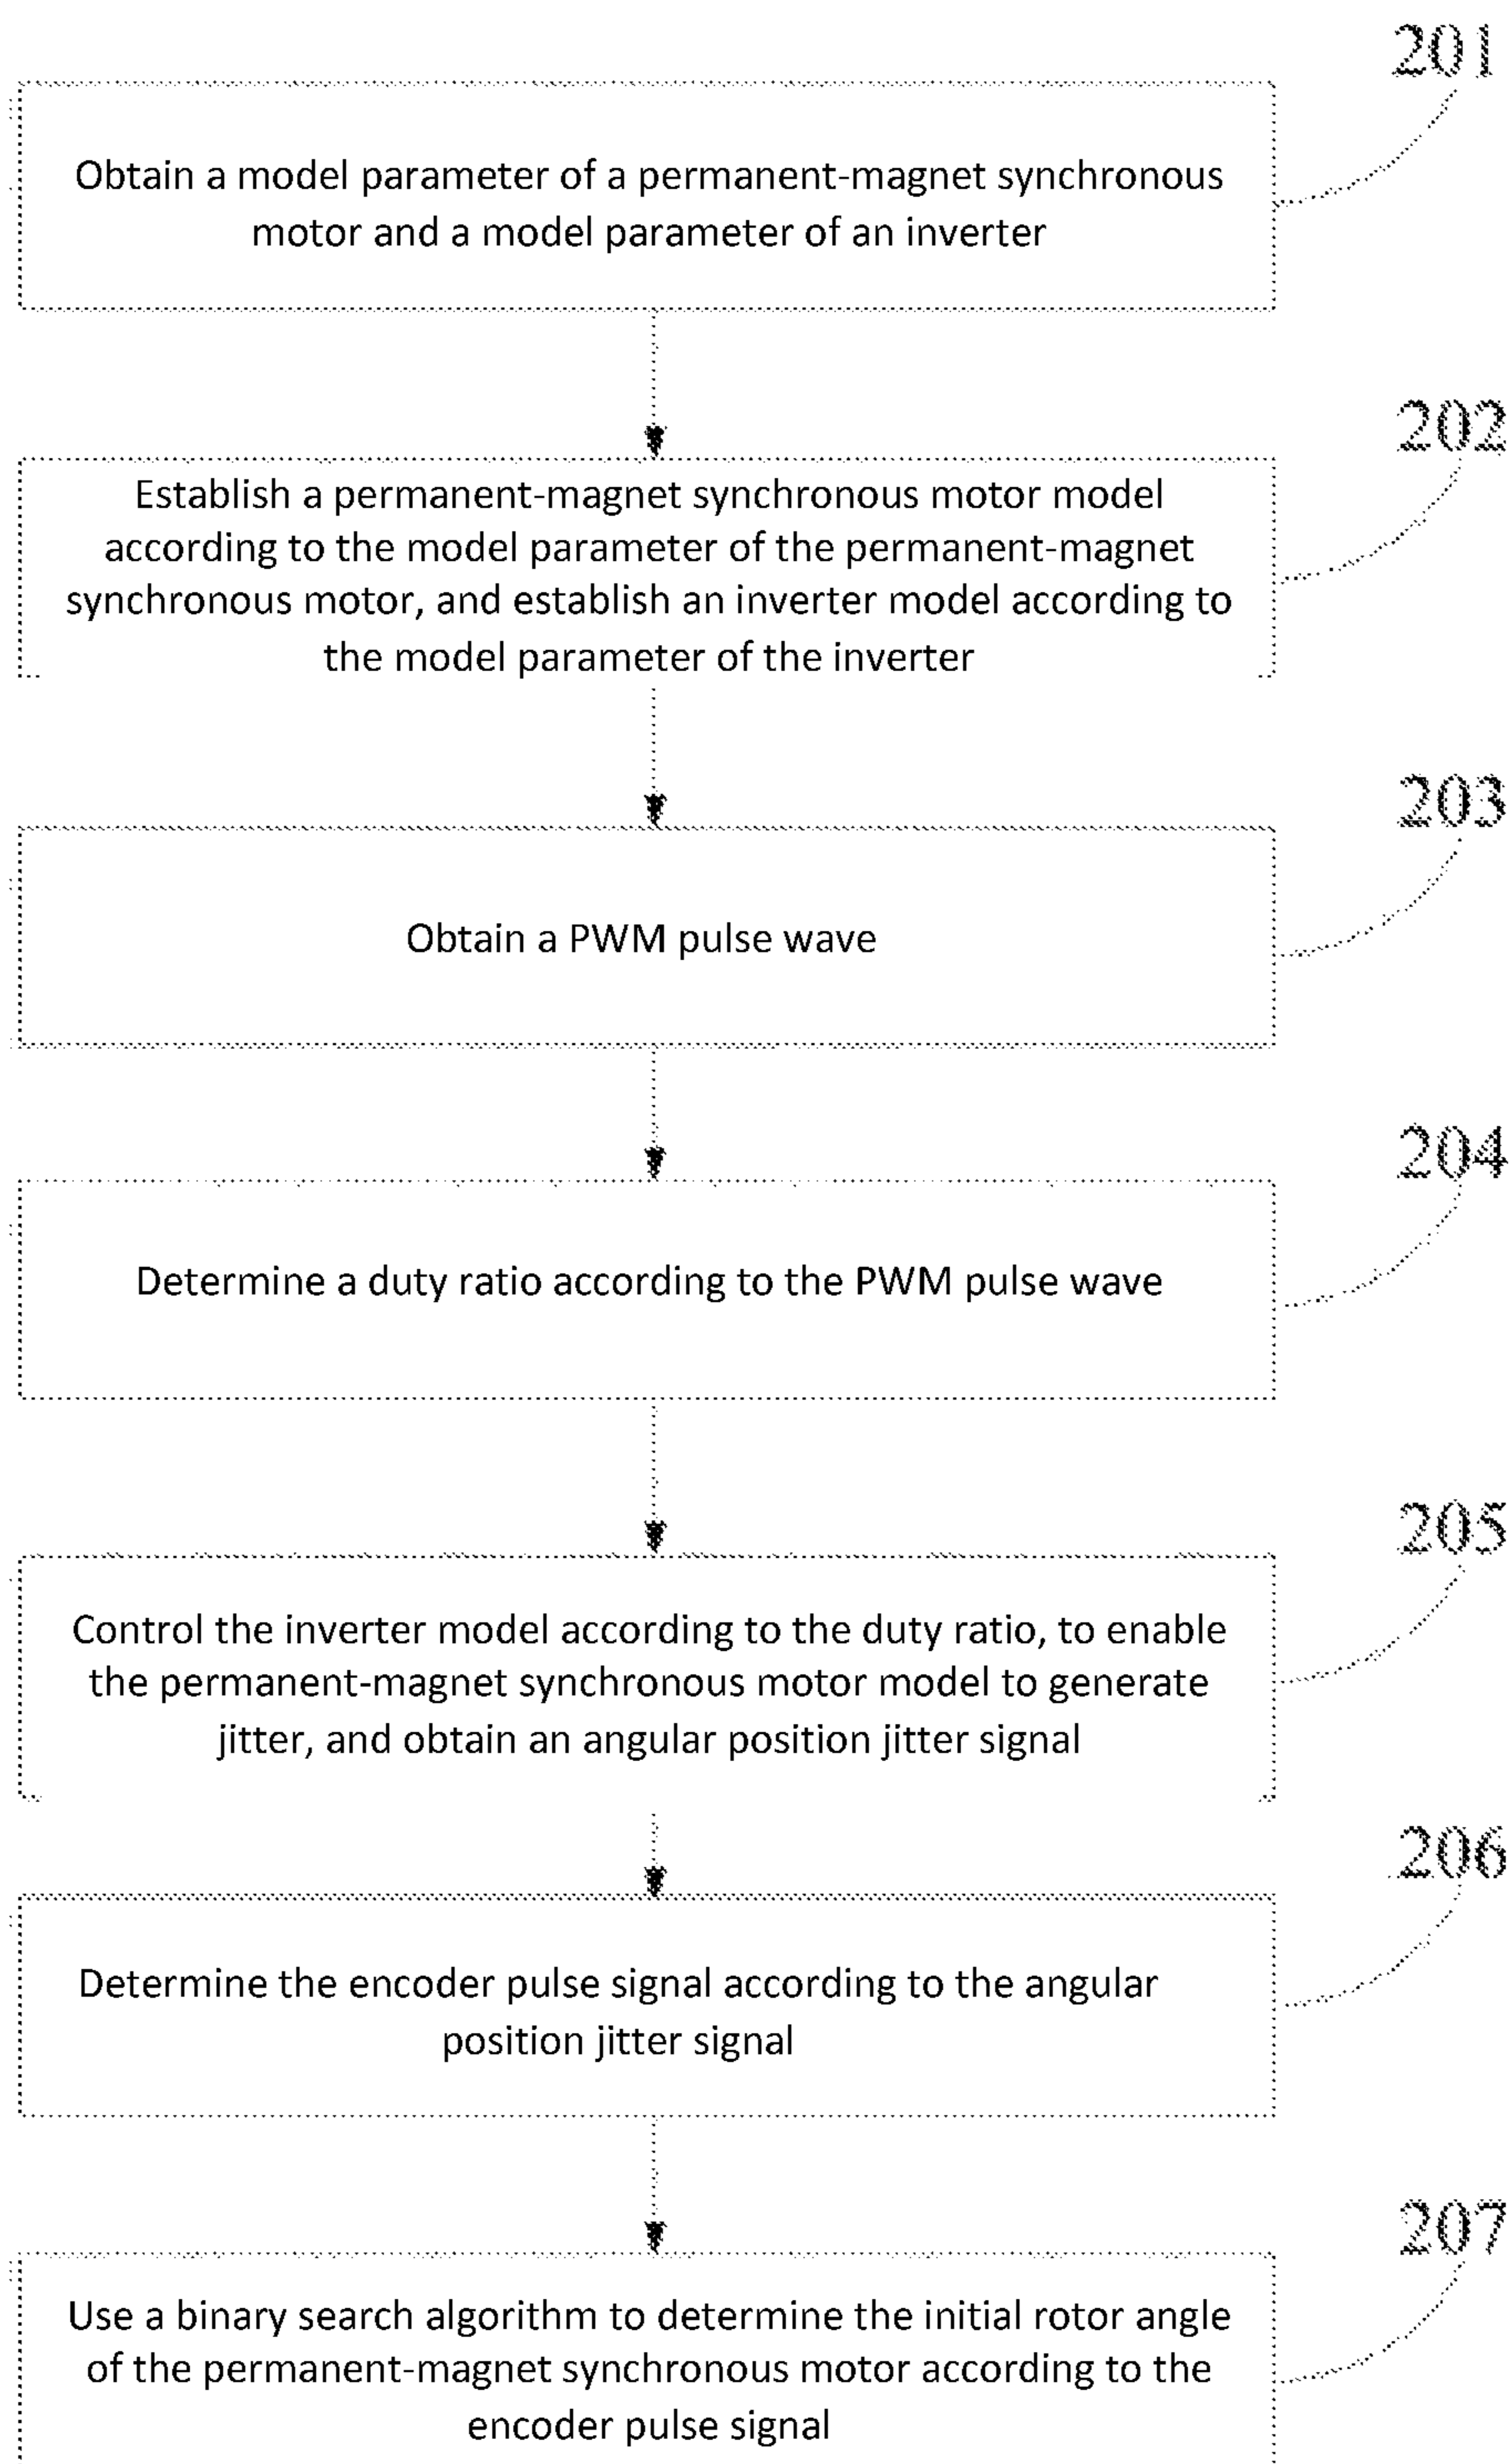 201
Obtain a model parameter of a permanent-magnet synchronous
motor and a model parameter of an inverter
202
Establish a permanent-magnet synchronous motor model
according to the model parameter of the permanent-magnet
synchronous motor, and establish an inverter model according to
the model parameter of the inverter
203
Obtain a PWM pulse wave
204
Determine a duty ratio according to the PWM pulse wave
205
Control the inverter model according to the duty ratio, to enable
the permanent-magnet synchronous motor model to generate
jitter, and obtain an angular position jitter signal
206
Determine the encoder pulse signal according to the angular
position jitter signal
207
Use a binary search algorithm to determine the initial rotor angle
of the permanent-magnet synchronous motor according to the
encoder pulse signal